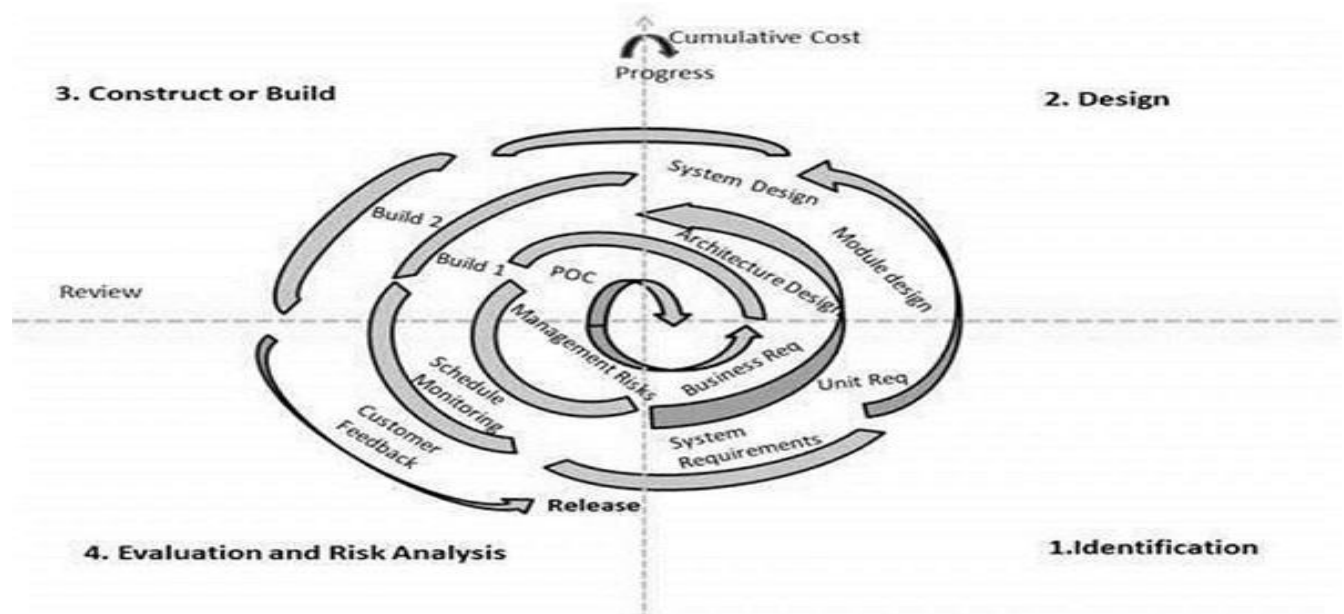 Cumulative Cost
Progress
3. Construct or Build
2. Design
System Design
Build 2
Architecture Design
Module design
Build 1
POC
Review
Management Risks
Business Req
Schedule
Monitoring
Unit Req
Customer
Feedback
System
Requirements
Release
4. Evaluation and Risk Analysis
1.Identification